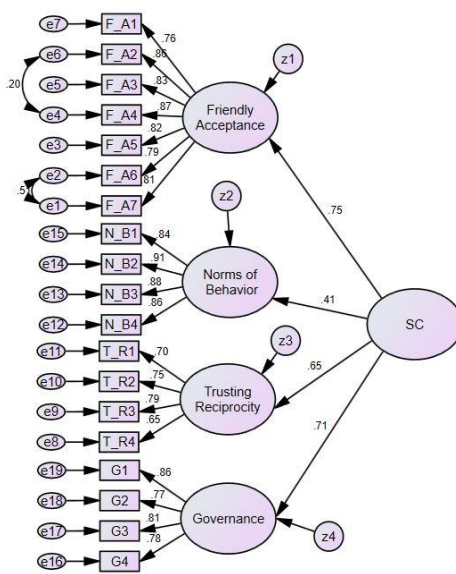 e7 F_A1
.76
e6 F_A2
.86
z1
.20
e5 F_A3
.83
Friendly
Acceptance
e4 F_A4
.87
e3 F_A5
.82
e2 F_A6
.79
.5
e1 F_A7
.81
e15 N_B1
.84
z2
.75
e14 N_B2
.91
e13 N_B3
.88
Norms of
Behavior
.41
e12 N_B4
.86
SC
e11 T_R1
.70
z3
e10 T_R2
.75
Trusting
Reciprocity
.65
e9 T_R3
.79
e8 T_R4
.65
.71
e19 G1
.86
e18 G2
.77
Governance
e17 G3
.81
z4
e16 G4
.78